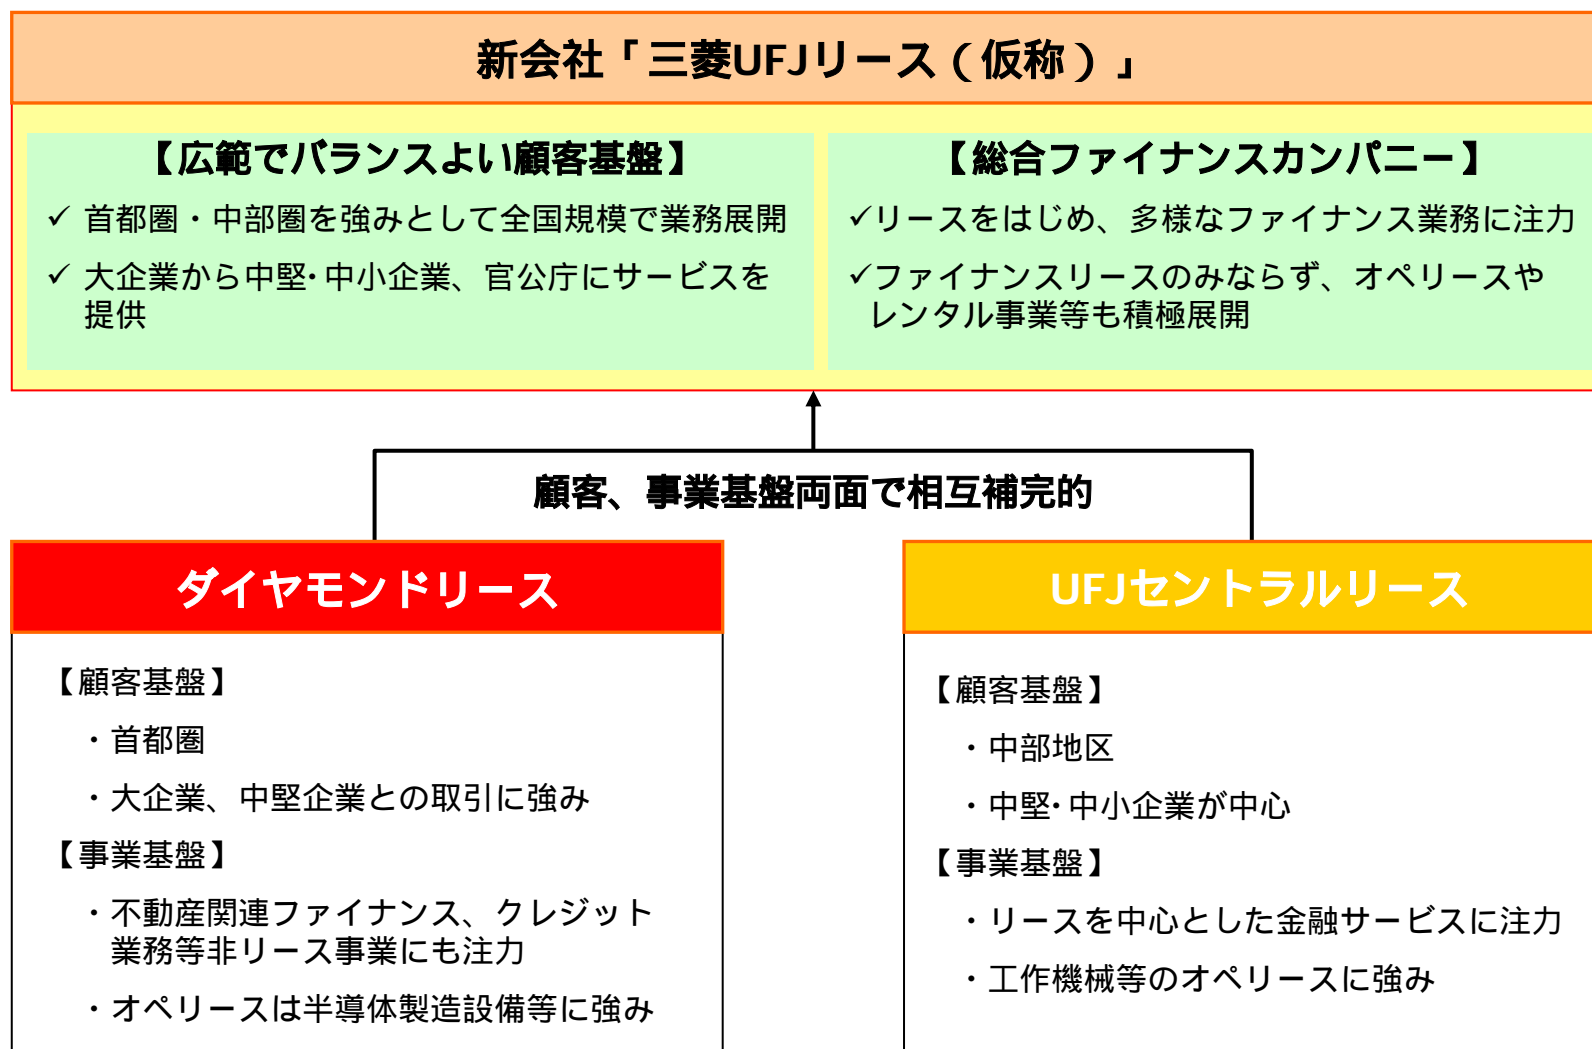 新会社「三菱UFJリース（仮称）」
【広範でバランスよい顧客基盤】
✓ 首都圏・中部圏を強みとして全国規模で業務展開
✓ 大企業から中堅・中小企業、官公庁にサービスを
提供
【総合ファイナンスカンパニー】
✓リースをはじめ、多様なファイナンス業務に注力
✓ファイナンスリースのみならず、オペリースや
レンタル事業等も積極展開
顧客、事業基盤両面で相互補完的
ダイヤモンドリース
【顧客基盤】
・首都圏
・大企業、中堅企業との取引に強み
【事業基盤】
・不動産関連ファイナンス、クレジット
業務等非リース事業にも注力
・オペリースは半導体製造設備等に強み
UFJセントラルリース
【顧客基盤】
・中部地区
・中堅・中小企業が中心
【事業基盤】
・リースを中心とした金融サービスに注力
・工作機械等のオペリースに強み